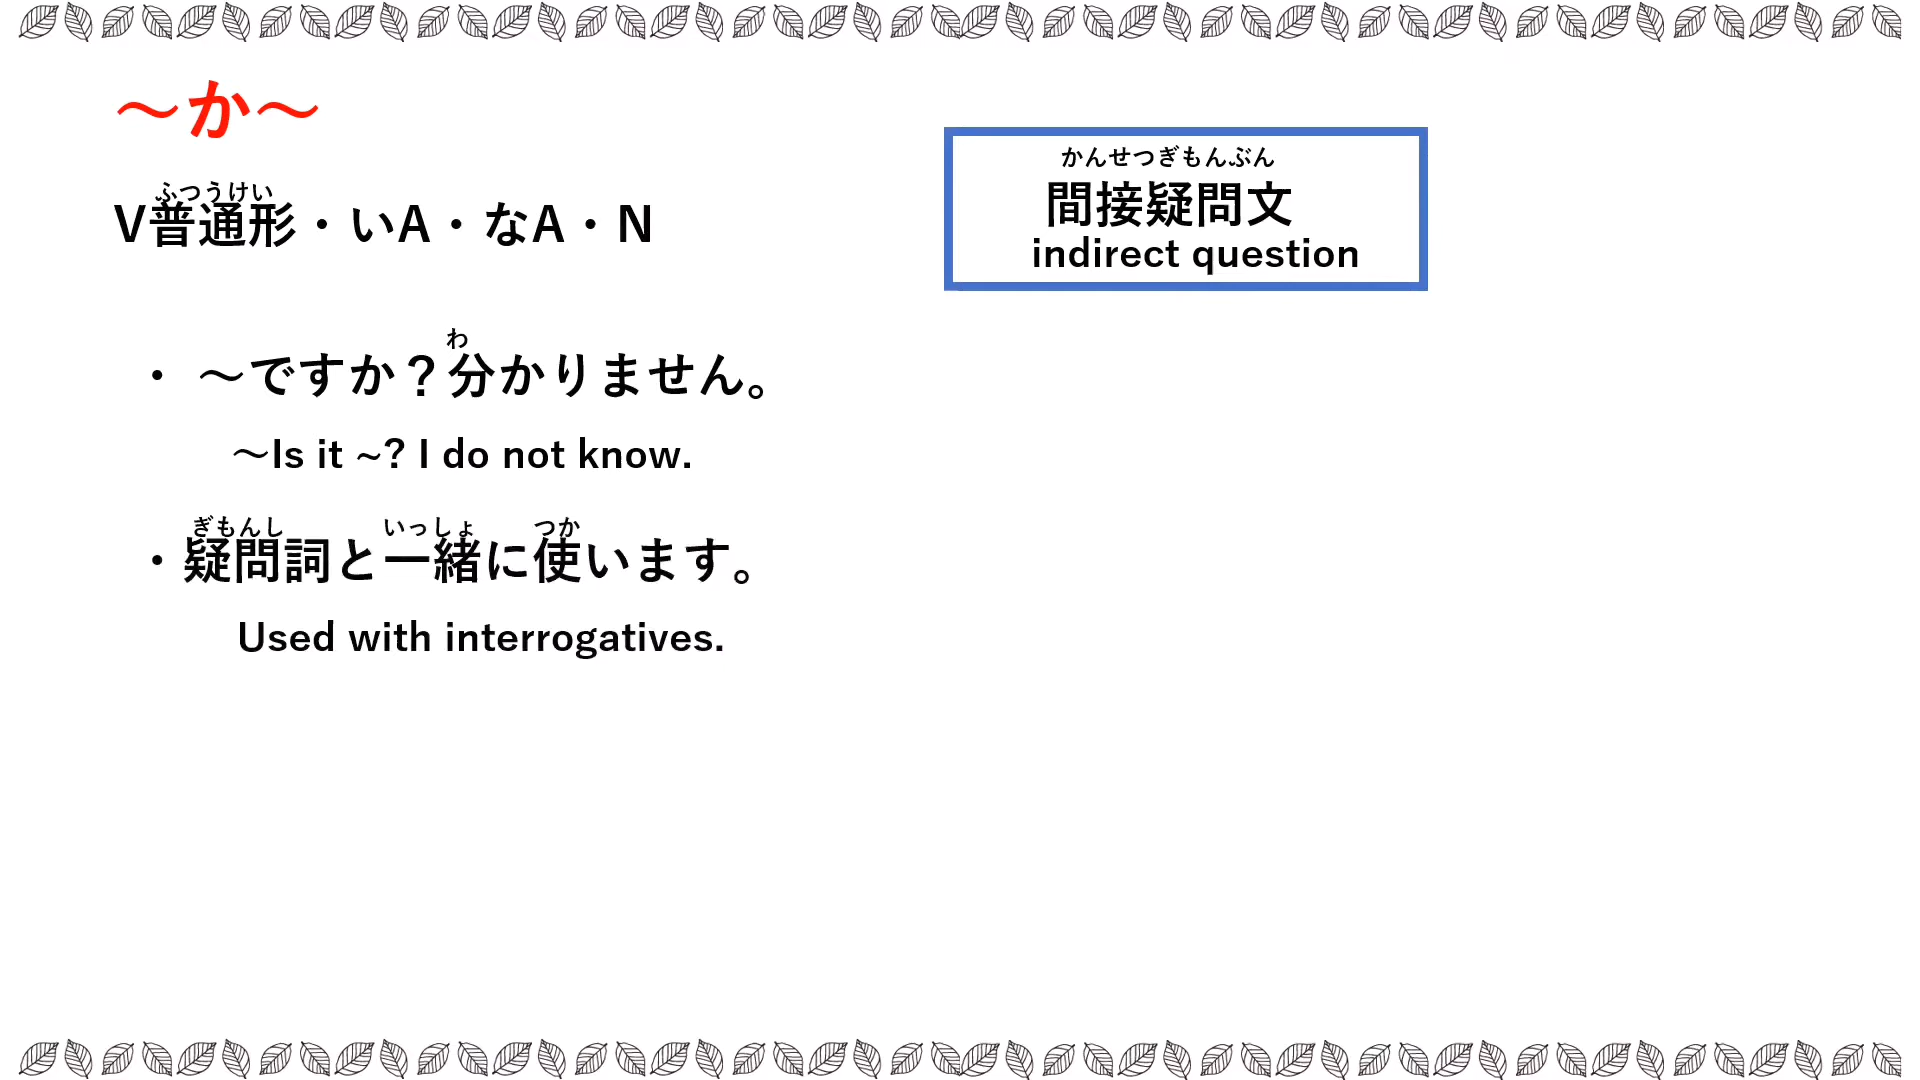 ～か～
ふつうけい
V普通形・いA・なA・N
かんせつぎもんぶん
間接疑問文
indirect question
わ
・ ～ですか？分かりません。
～Is it ~? I do not know.
ぎもんし いっしょ つか
・疑問詞と一緒に使います。
Used with interrogatives.